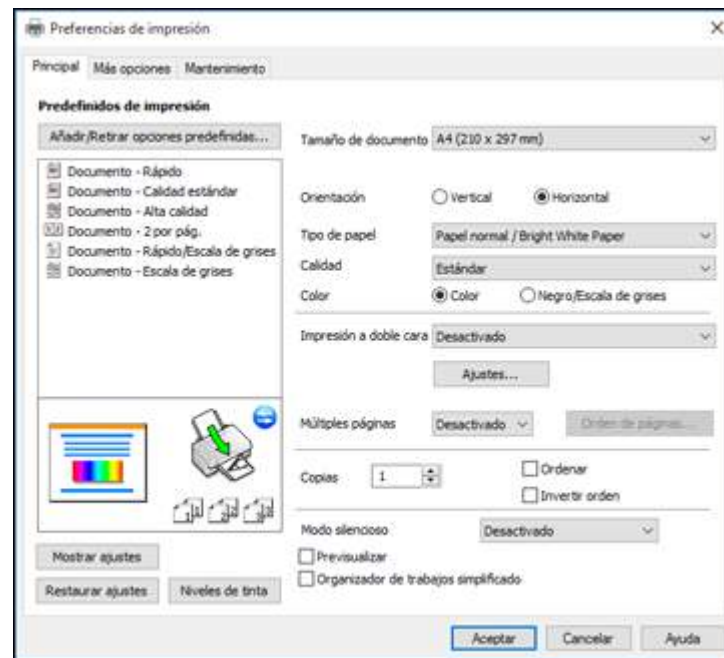 Preferencias de impresión
Principal Más opciones Mantenimiento
Predefinidos de impresión
Añadir/Retirar opciones predefinidas...
Documento - Rápido
Documento - Calidad estándar
Documento - Alta calidad
Documento - 2 por pág.
Documento - Rápido/Escala de grises
Documento - Escala de grises
Mostrar ajustes
Restaurar ajustes Niveles de tinta
Tamaño de documento A4 (210 x 297 mm)
Orientación Vertical Horizontal
Tipo de papel Papel normal / Bright White Paper
Calidad Estándar
Color Color Negro/Escala de grises
Impresión a doble cara Desactivado
Ajustes...
Múltiples páginas Desactivado Orden de páginas...
Copias 1 Ordenar
Invertir orden
Modo silencioso Desactivado
Previsualizar
Organizador de trabajos simplificado
Aceptar Cancelar Ayuda